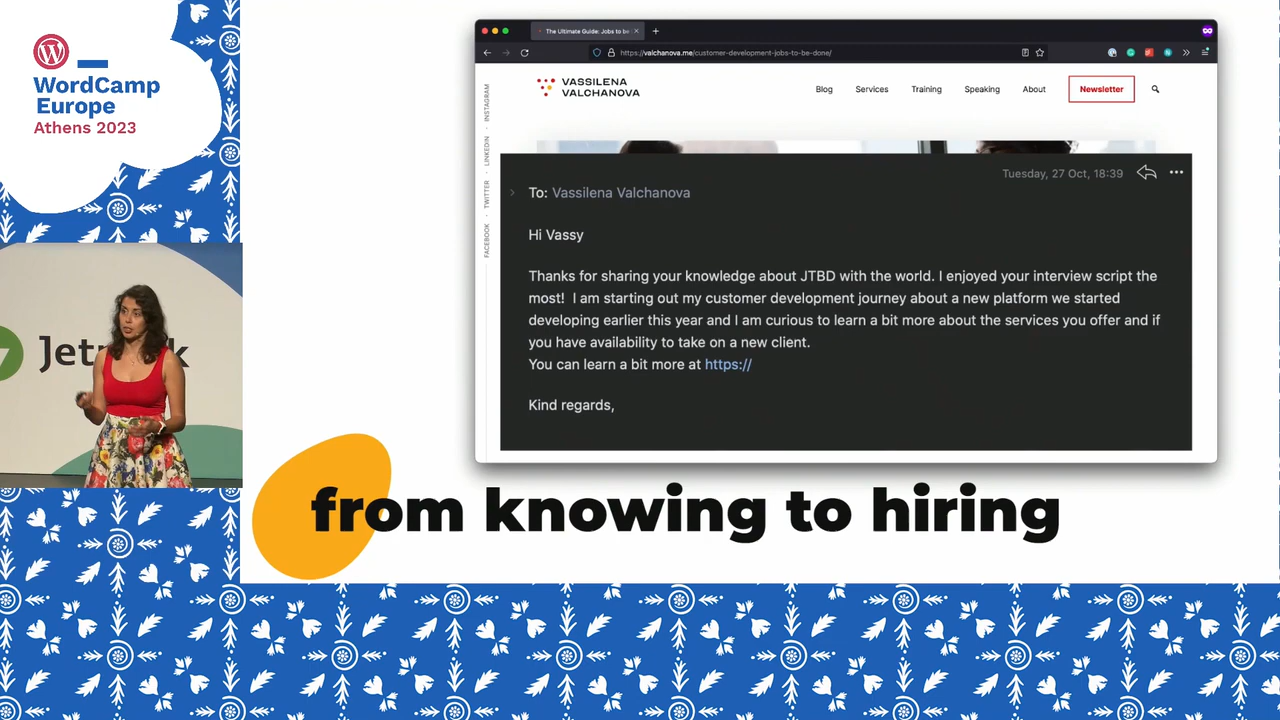 WordCamp
Europe
Athens 2023
The Ultimate Guide: Jobs to be
https://valchanova.me/customer-development-jobs-to-be-done/
VASSILENA
VALCHANOVA
Blog
Services
Training
Speaking
About
Newsletter
FACEBOOK · TWITTER · LINKEDIN · INSTAGRAM
Tuesday, 27 Oct, 18:39
To: Vassilena Valchanova
Hi Vassy
Thanks for sharing your knowledge about JTBD with the world. I enjoyed your interview script the
most! I am starting out my customer development journey about a new platform we started
developing earlier this year and I am curious to learn a bit more about the services you offer and if
you have availability to take on a new client.
You can learn a bit more at https://
Kind regards,
from knowing to hiring